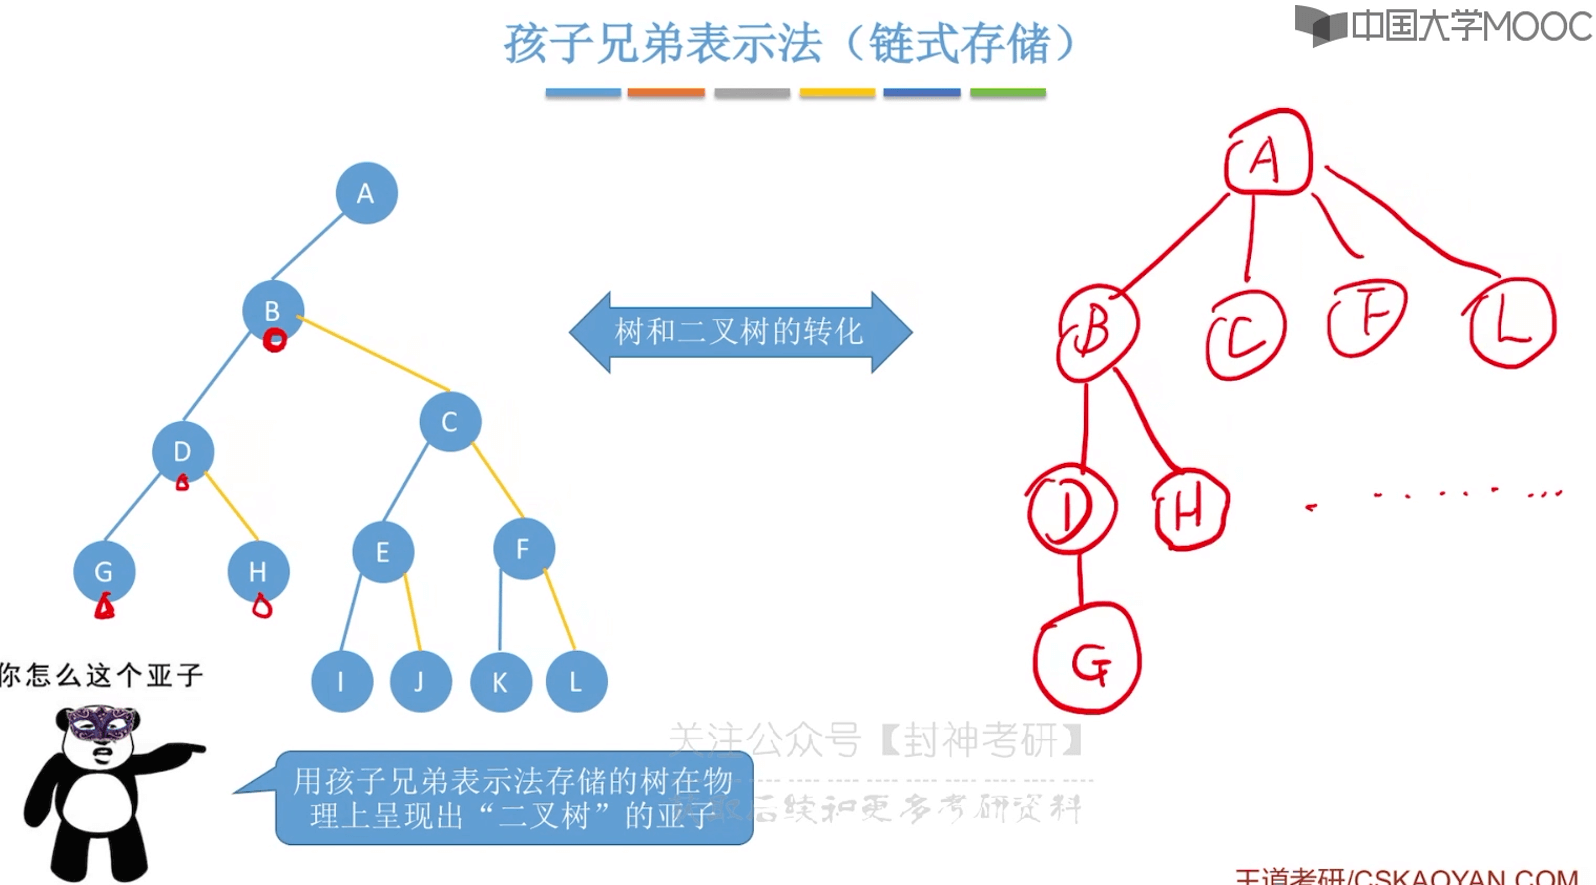 中国大学MOOC
孩子兄弟表示法（链式存储）
A
B
C
D
E
F
G
H
I
J
K
L
树和二叉树的转化
A
B
C
F
L
D
H
G
你怎么这个亚子
用孩子兄弟表示法存储的树在物
理上呈现出“二叉树”的亚子
关注公众号【封神考研】
后续和更多考研资料
王道考研/CSKAOYAN.COM